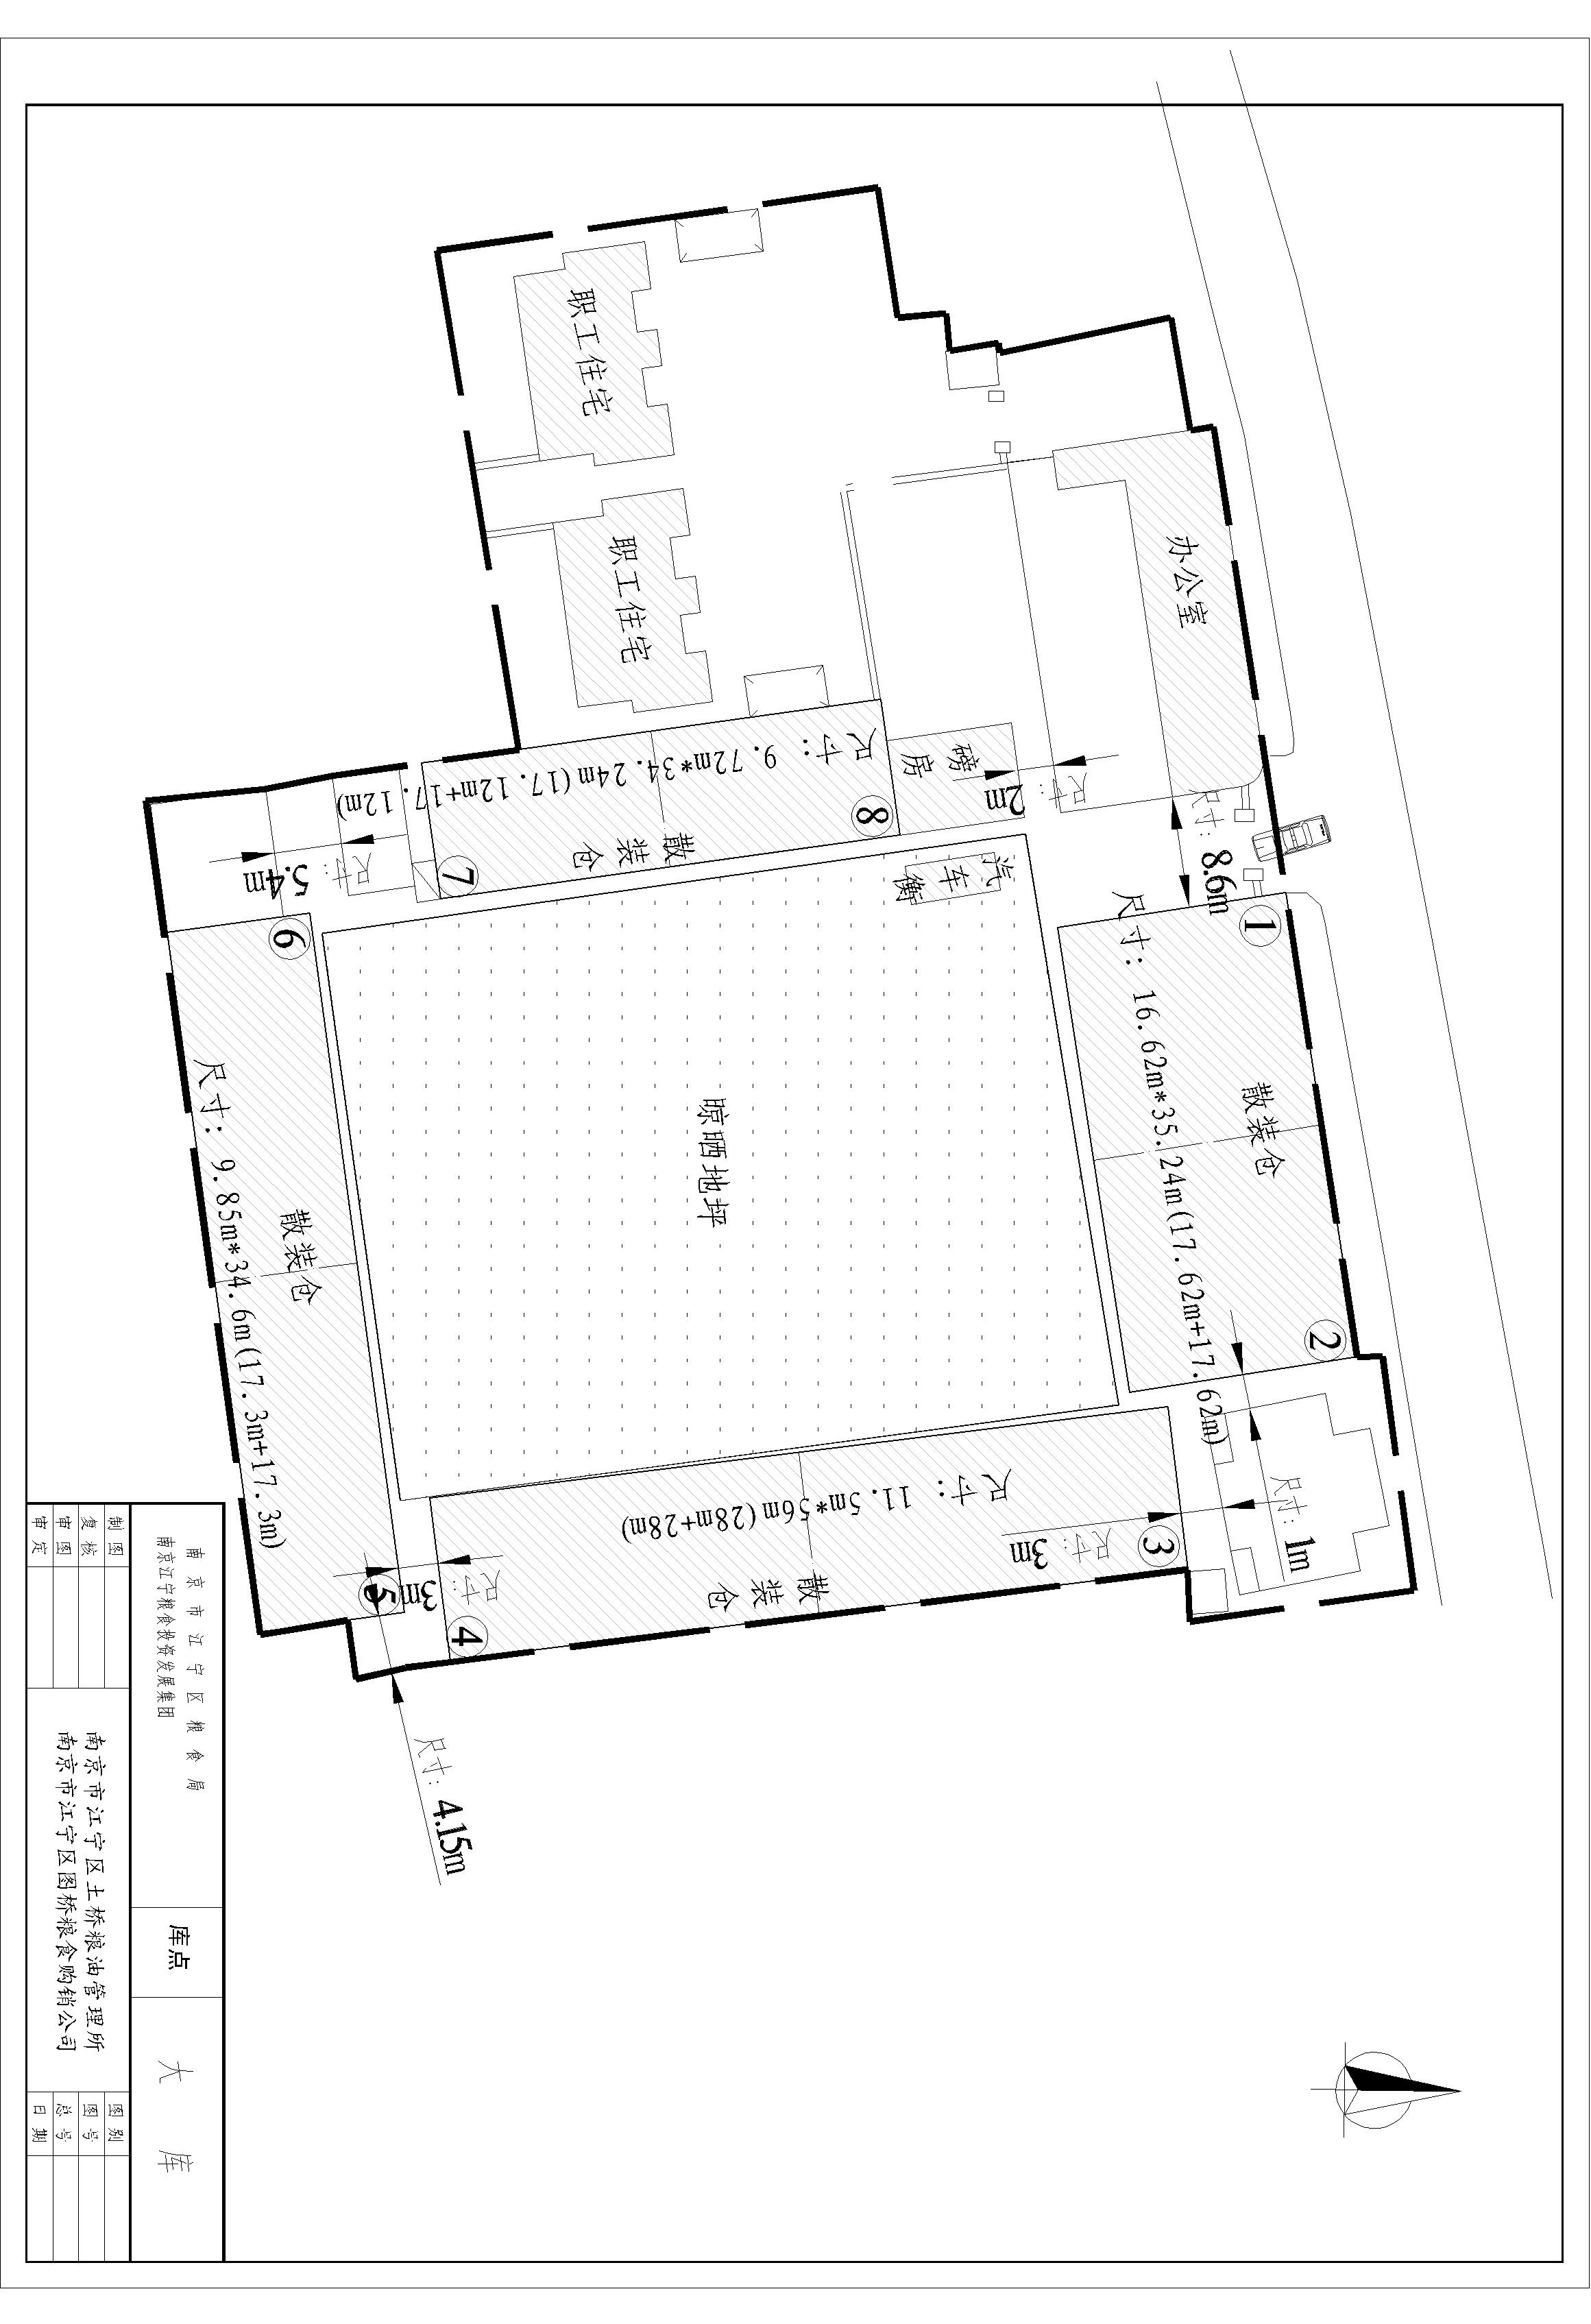 职工住宅
职工住宅
办公室
磅房
尺寸: 2m
尺寸: 8.6m
尺寸: 9.72m*34.24m(17.12m+17.12m)
散装仓
⑧
⑦
尺寸: 5.4m
⑥
汽车衡
①
尺寸: 16.62m*35.24m(17.62m+17.62m)
散装仓
②
晾晒地坪
尺寸: 9.85m*34.6m(17.3m+17.3m)
散装仓
⑤
尺寸: 11.5m*56m(28m+28m)
散装仓
③
④
尺寸: 3m
尺寸: 1m
尺寸: 3m
尺寸: 4.15m
南京市江宁区粮食局
南京江宁粮食投资发展集团
库点
大库
制图
复核
审图
审定
南京市江宁区土桥粮油管理所
南京市江宁区图桥粮食购销公司
图别
图号
总号
日期